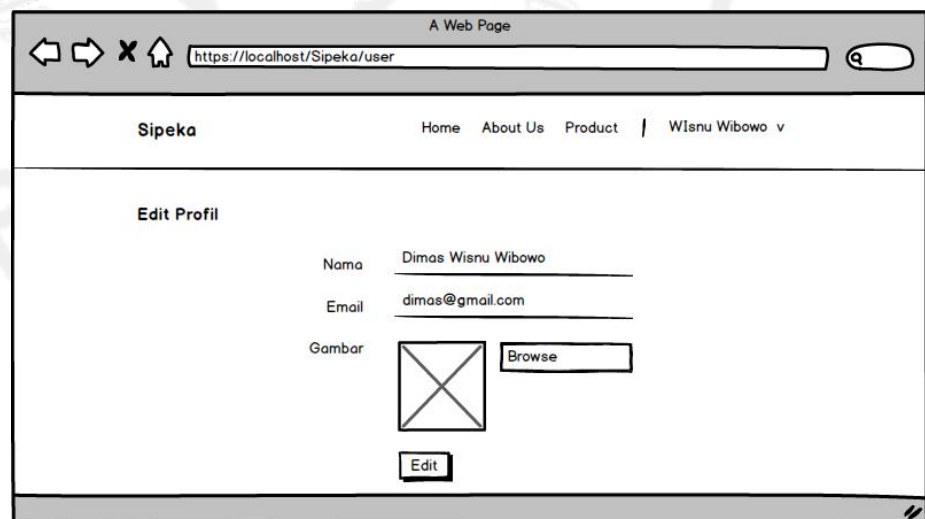 A Web Page
https://localhost/Sipeka/user
Sipeka Home About Us Product | WIsnu Wibowo v
Edit Profil
Nama Dimas Wisnu Wibowo
Email dimas@gmail.com
Gambar Browse
Edit